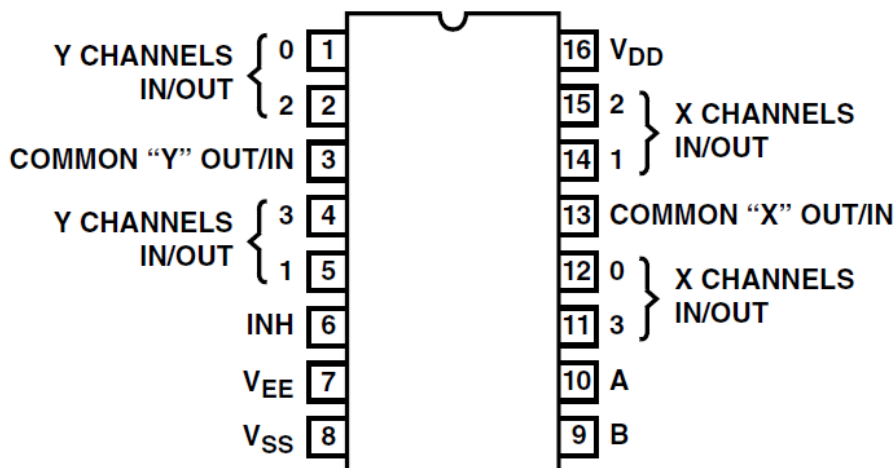 Y CHANNELS
IN/OUT
0 1
2 2
COMMON “Y” OUT/IN 3
Y CHANNELS
IN/OUT
3 4
1 5
INH 6
VEE 7
VSS 8
16 VDD
15 2
14 1
X CHANNELS
IN/OUT
13 COMMON “X” OUT/IN
12 0
11 3
X CHANNELS
IN/OUT
10 A
9 B